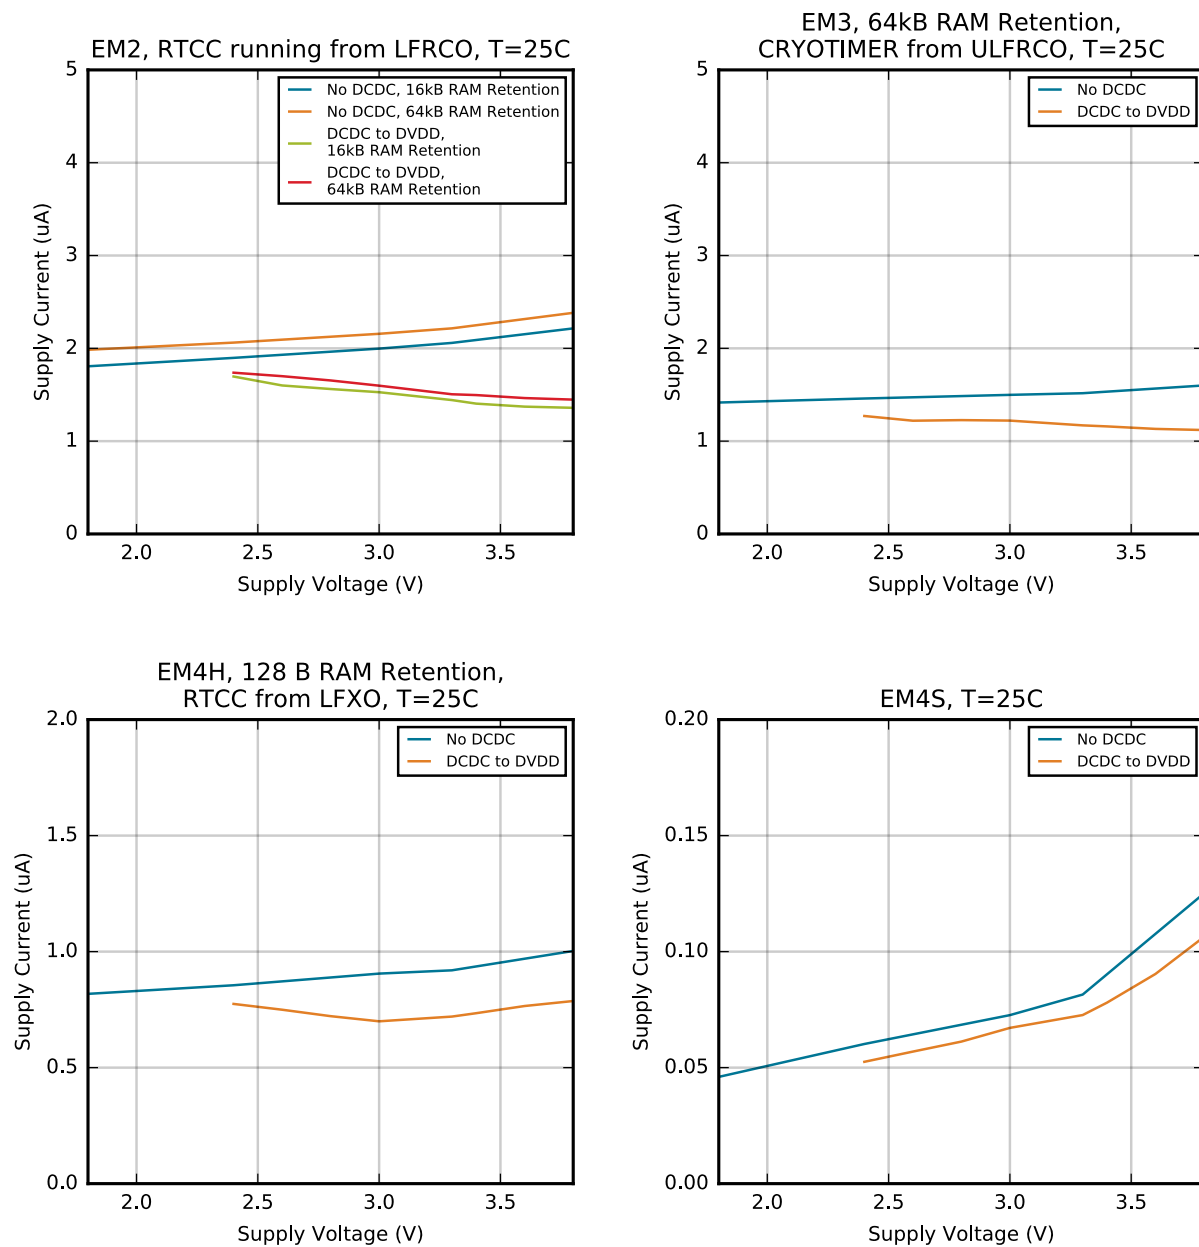 EM2, RTCC running from LFRCO, T=25C
5
4
3
2
1
0
Supply Current (uA)
No DCDC, 16kB RAM Retention
No DCDC, 64kB RAM Retention
DCDC to DVDD,
16kB RAM Retention
DCDC to DVDD,
64kB RAM Retention
2.0 2.5 3.0 3.5
Supply Voltage (V)
EM3, 64kB RAM Retention,
CRYOTIMER from ULFRCO, T=25C
5
4
3
2
1
0
Supply Current (uA)
No DCDC
DCDC to DVDD
2.0 2.5 3.0 3.5
Supply Voltage (V)
EM4H, 128 B RAM Retention,
RTCC from LFXO, T=25C
2.0
1.5
1.0
0.5
0.0
Supply Current (uA)
No DCDC
DCDC to DVDD
2.0 2.5 3.0 3.5
Supply Voltage (V)
EM4S, T=25C
0.20
0.15
0.10
0.05
0.00
Supply Current (uA)
No DCDC
DCDC to DVDD
2.0 2.5 3.0 3.5
Supply Voltage (V)